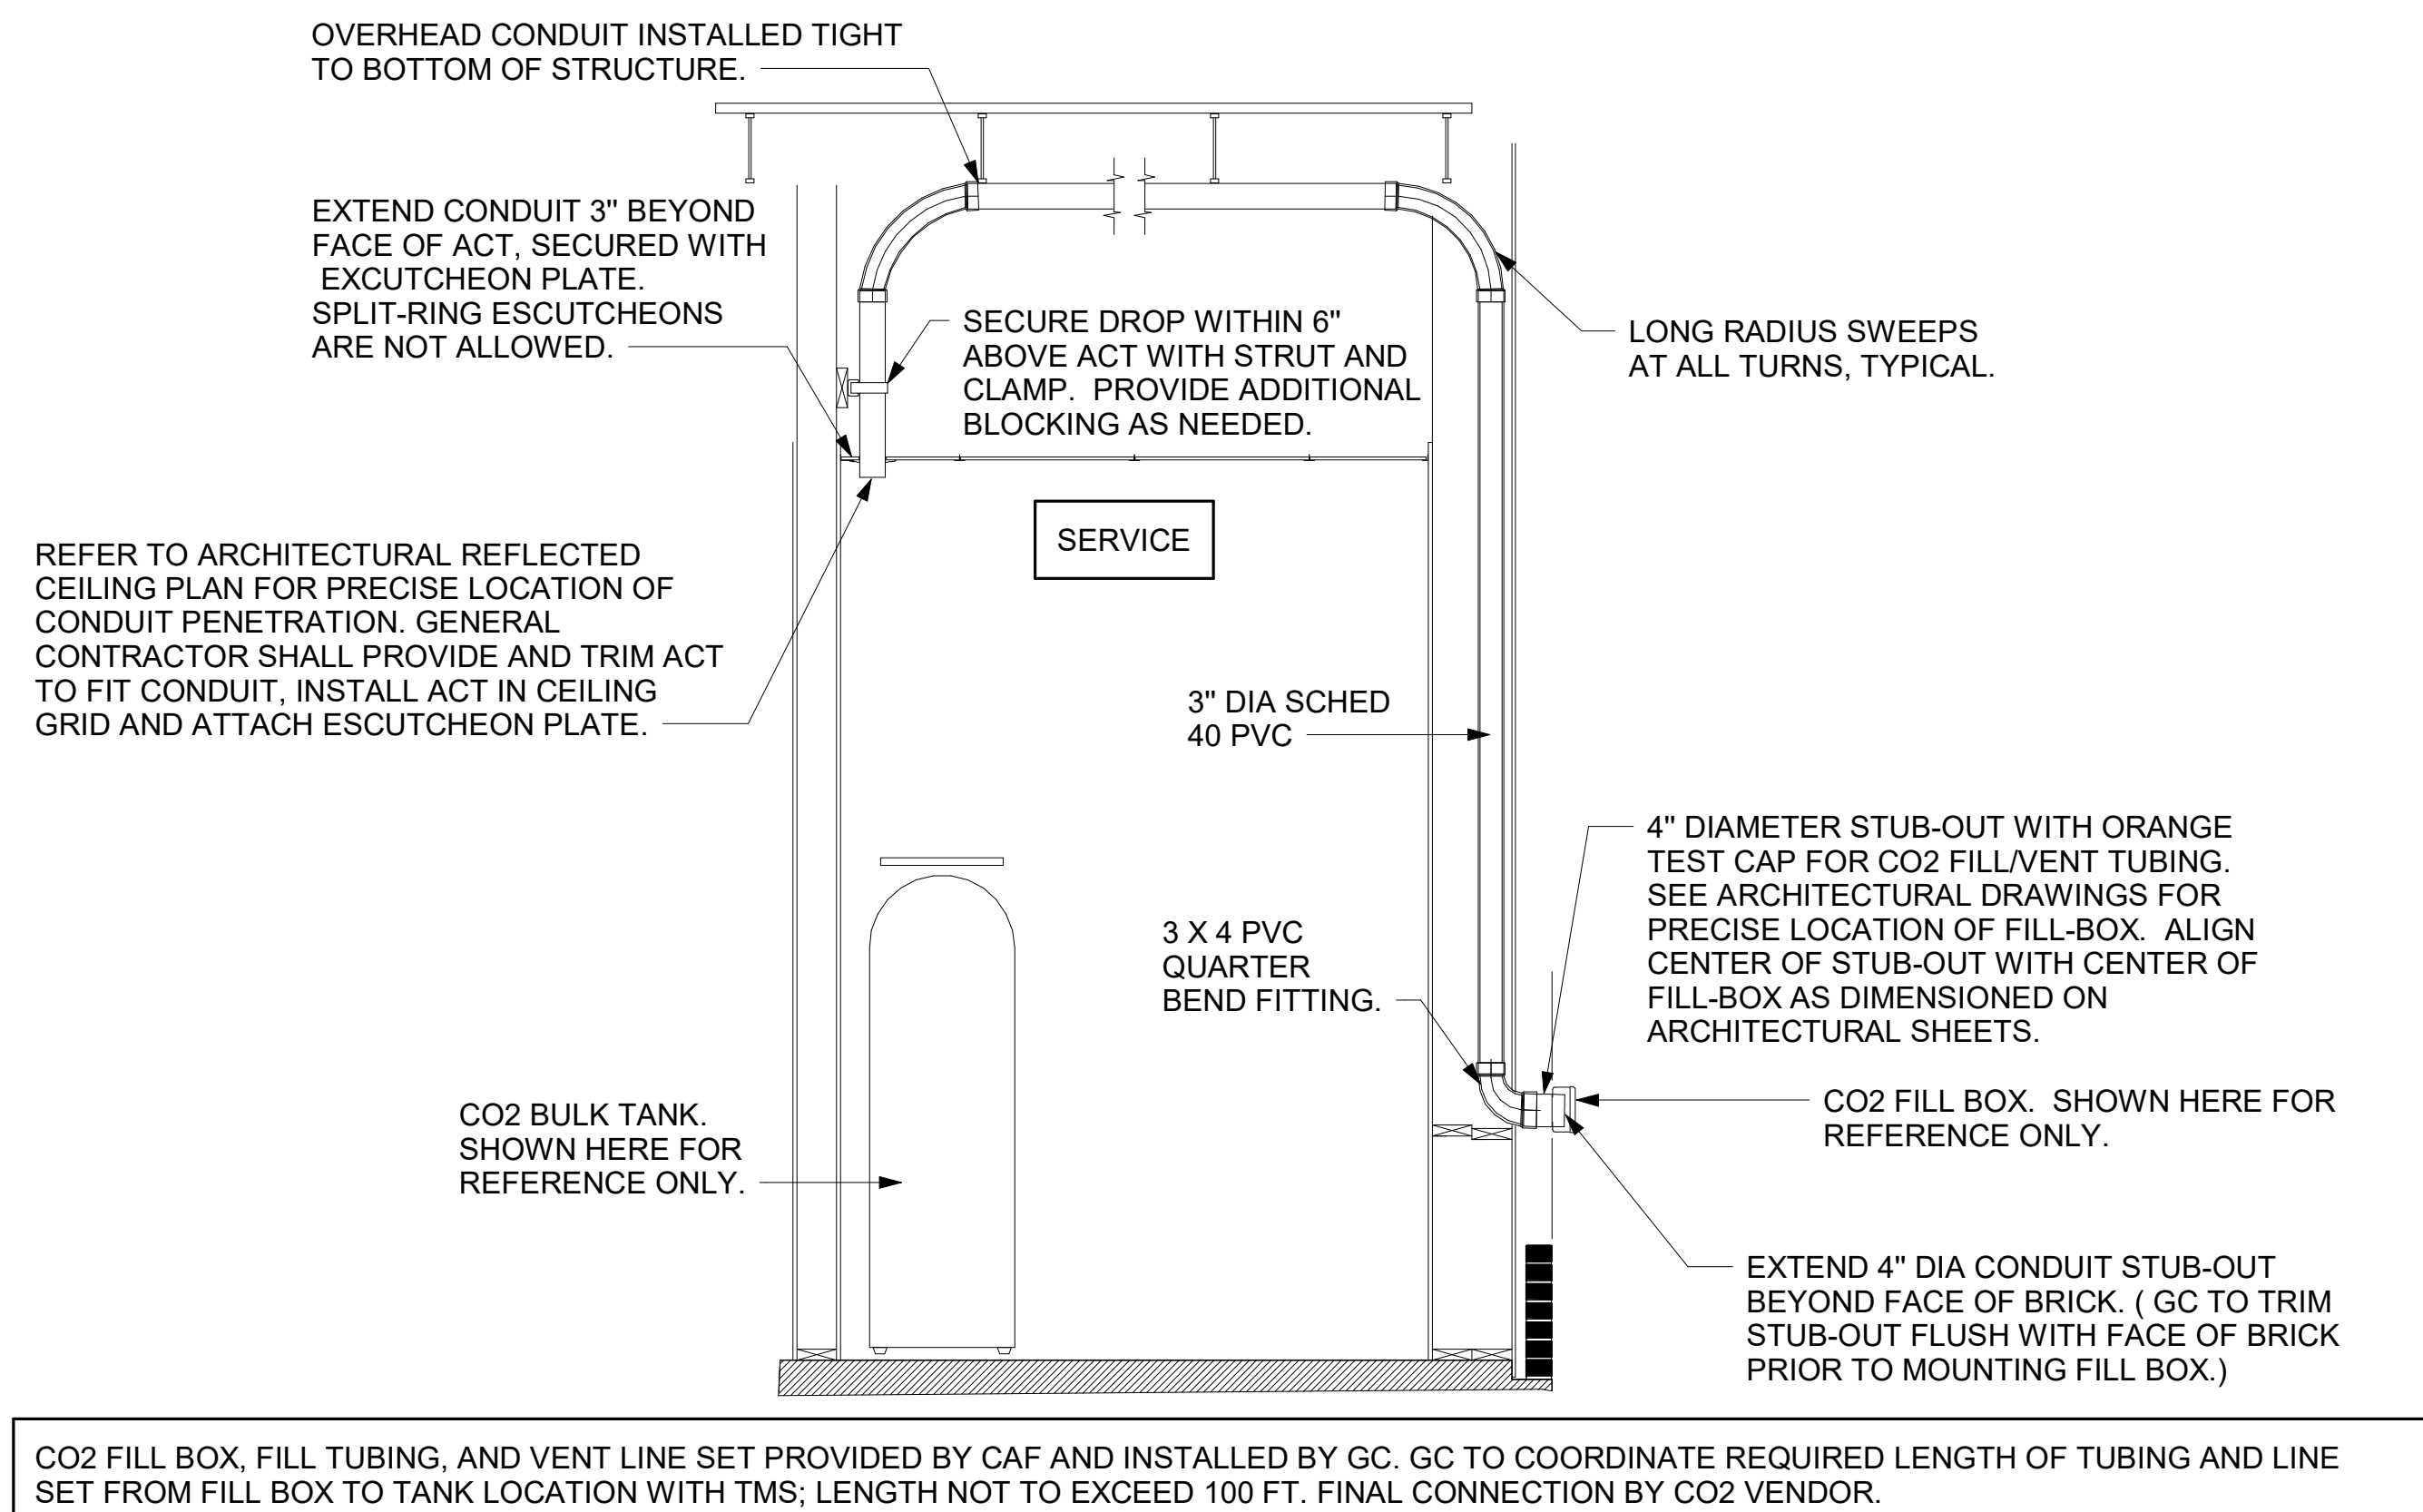 OVERHEAD CONDUIT INSTALLED TIGHT
TO BOTTOM OF STRUCTURE.
EXTEND CONDUIT 3" BEYOND
FACE OF ACT, SECURED WITH
EXCUTCHEON PLATE.
SPLIT-RING ESCUTCHEONS
ARE NOT ALLOWED.
SECURE DROP WITHIN 6"
ABOVE ACT WITH STRUT AND
CLAMP.  PROVIDE ADDITIONAL
BLOCKING AS NEEDED.
LONG RADIUS SWEEPS
AT ALL TURNS, TYPICAL.
SERVICE
REFER TO ARCHITECTURAL REFLECTED
CEILING PLAN FOR PRECISE LOCATION OF
CONDUIT PENETRATION. GENERAL
CONTRACTOR SHALL PROVIDE AND TRIM ACT
TO FIT CONDUIT, INSTALL ACT IN CEILING
GRID AND ATTACH ESCUTCHEON PLATE.
3" DIA SCHED
40 PVC
4" DIAMETER STUB-OUT WITH ORANGE
TEST CAP FOR CO2 FILL/VENT TUBING.
SEE ARCHITECTURAL DRAWINGS FOR
PRECISE LOCATION OF FILL-BOX.  ALIGN
CENTER OF STUB-OUT WITH CENTER OF
FILL-BOX AS DIMENSIONED ON
ARCHITECTURAL SHEETS.
3 X 4 PVC
QUARTER
BEND FITTING.
CO2 BULK TANK.
SHOWN HERE FOR
REFERENCE ONLY.
CO2 FILL BOX.  SHOWN HERE FOR
REFERENCE ONLY.
EXTEND 4" DIA CONDUIT STUB-OUT
BEYOND FACE OF BRICK. ( GC TO TRIM
STUB-OUT FLUSH WITH FACE OF BRICK
PRIOR TO MOUNTING FILL BOX.)
CO2 FILL BOX, FILL TUBING, AND VENT LINE SET PROVIDED BY CAF AND INSTALLED BY GC. GC TO COORDINATE REQUIRED LENGTH OF TUBING AND LINE
SET FROM FILL BOX TO TANK LOCATION WITH TMS; LENGTH NOT TO EXCEED 100 FT. FINAL CONNECTION BY CO2 VENDOR.